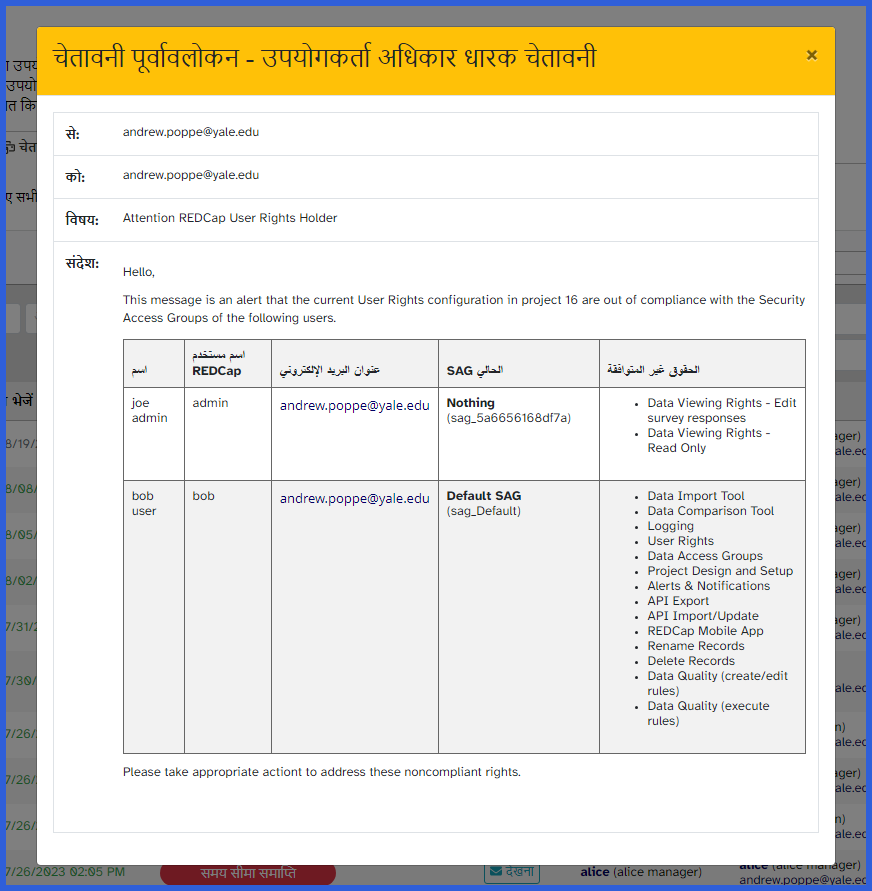 चेतावनी पूर्वावलोकन - उपयोगकर्ता अधिकार धारक चेतावनी ×
से: andrew.poppe@yale.edu
को: andrew.poppe@yale.edu
विषय: Attention REDCap User Rights Holder
संदेश:
Hello,
This message is an alert that the current User Rights configuration in project 16 are out of compliance with the Security
Access Groups of the following users.
اسم
اسم مستخدم
REDCap
عنوان البريد الإلكتروني
SAG الحالي
الحقوق غير المتوافقة
joe
admin
admin
andrew.poppe@yale.edu
Nothing
(sag_5a6656168df7a)
• Data Viewing Rights - Edit
survey responses
• Data Viewing Rights -
Read Only
bob
user
bob
andrew.poppe@yale.edu
Default SAG
(sag_Default)
• Data Import Tool
• Data Comparison Tool
• Logging
• User Rights
• Data Access Groups
• Project Design and Setup
• Alerts & Notifications
• API Export
• API Import/Update
• REDCap Mobile App
• Rename Records
• Delete Records
• Data Quality (create/edit
rules)
• Data Quality (execute
rules)
Please take appropriate actiont to address these noncompliant rights.
7/26/2023 02:05 PM समय सीमा समाप्ति देखना alice (alice manager)
andrew.poppe@yale.edu